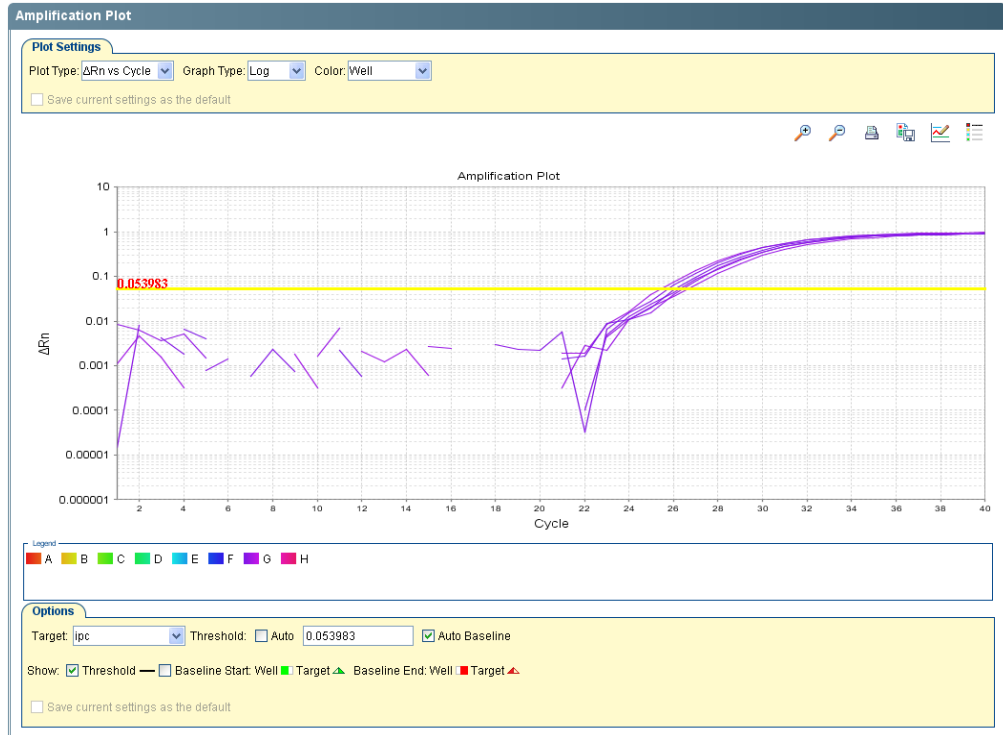 Amplification Plot
Plot Settings
Plot Type: ΔRn vs Cycle Graph Type: Log Color: Well
Save current settings as the default
Amplification Plot
10
1
0.1
0.053983
0.01
0.001
0.0001
0.00001
0.000001
ΔRn
2 4 6 8 10 12 14 16 18 20 22 24 26 28 30 32 34 36 38 40
Cycle
Legend
A B C D E F G H
Options
Target: ipc Threshold: Auto 0.053983 Auto Baseline
Show: Threshold Baseline Start: Well Target Baseline End: Well Target
Save current settings as the default